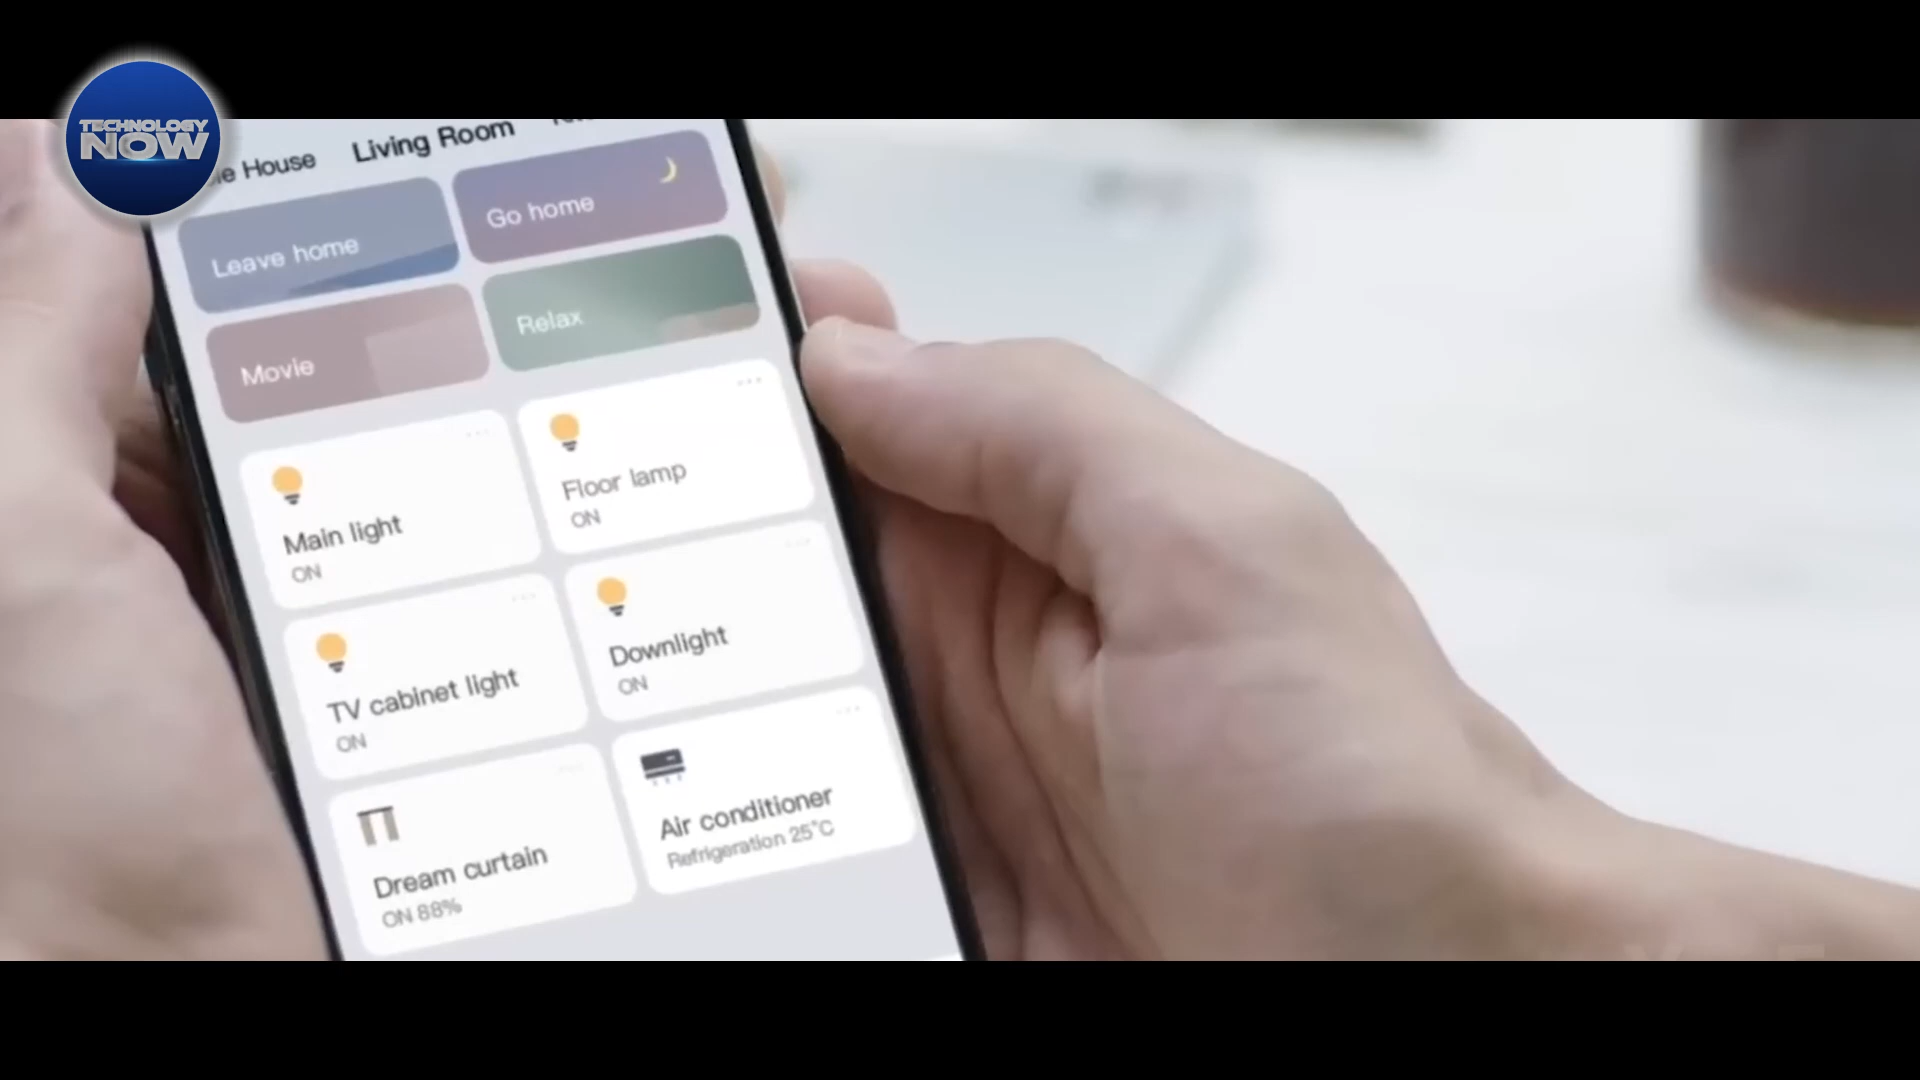 TECHNOLOGY
NOW
House
Living Room
Leave home
Go home
Movie
Relax
Main light
ON
Floor lamp
ON
TV cabinet light
ON
Downlight
ON
Dream curtain
ON 88%
Air conditioner
Refrigeration 25°C